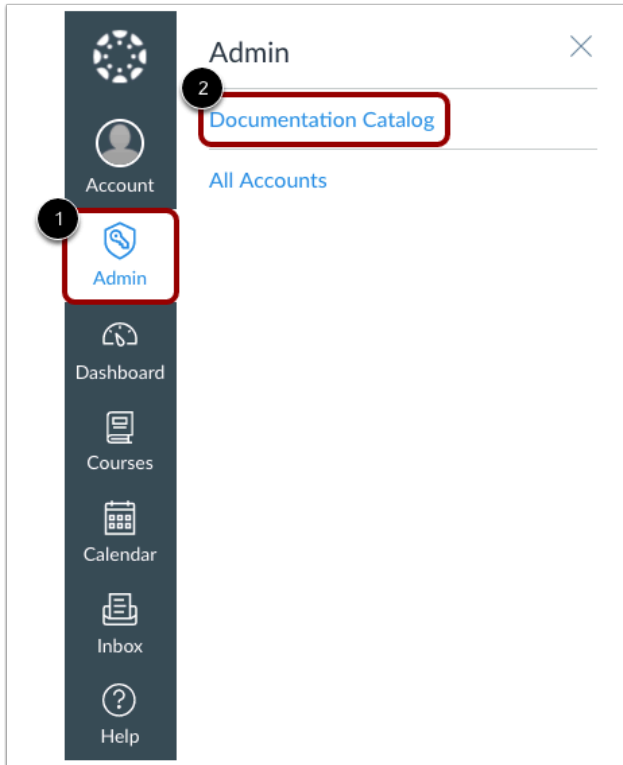 Admin
2
Documentation Catalog
All Accounts
Account
1
Admin
Dashboard
Courses
Calendar
Inbox
Help